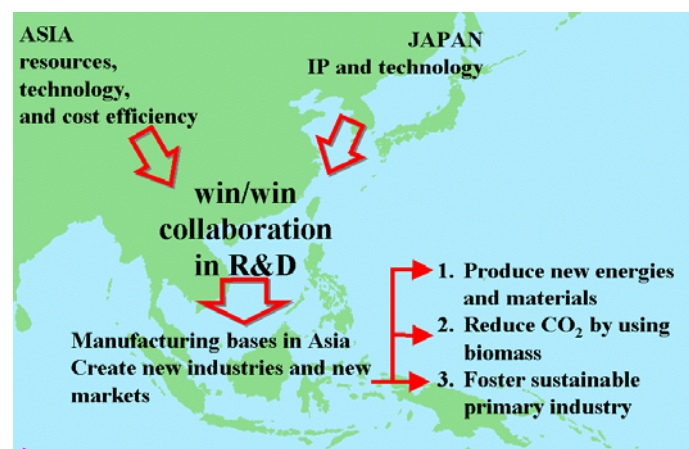 ASIA
resources,
technology,
and cost efficiency
JAPAN
IP and technology
win/win
collaboration
in R&D
Manufacturing bases in Asia
Create new industries and new
markets
1. Produce new energies
and materials
2. Reduce CO₂ by using
biomass
3. Foster sustainable
primary industry